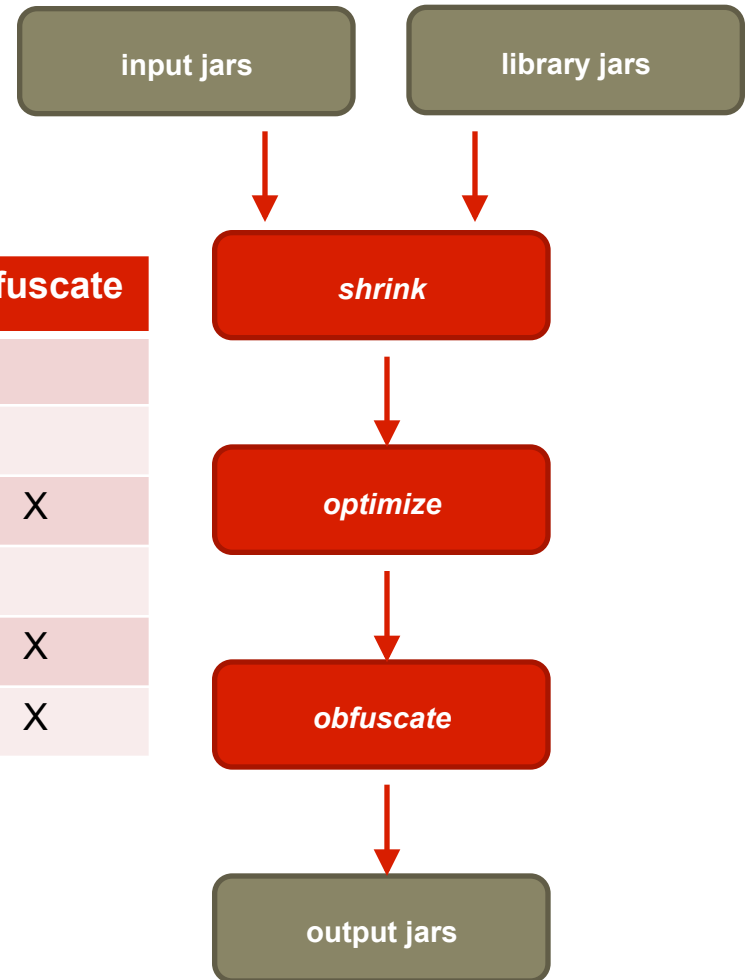 input jars
library jars
shrink
fuscate
optimize
X
obfuscate
X
X
output jars